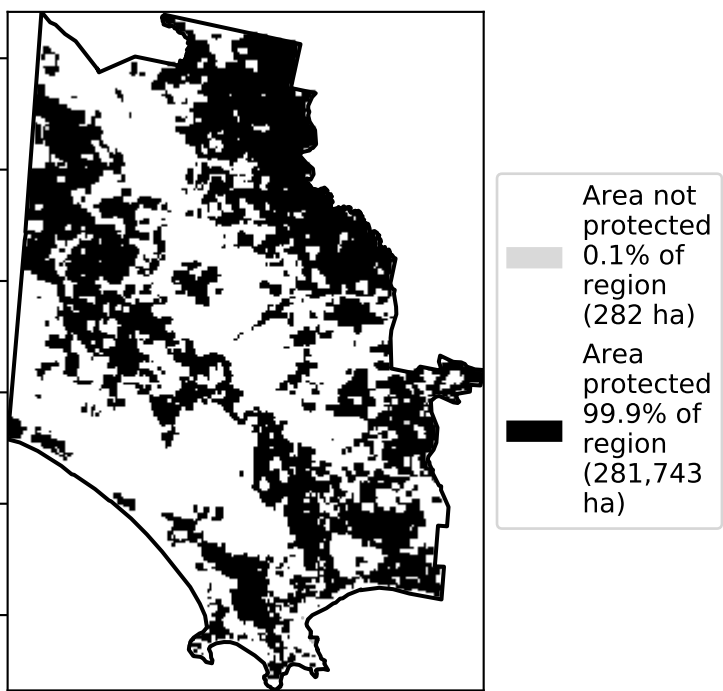 Area not
protected
0.1% of
region
(282 ha)
Area
protected
99.9% of
region
(281,743
ha)